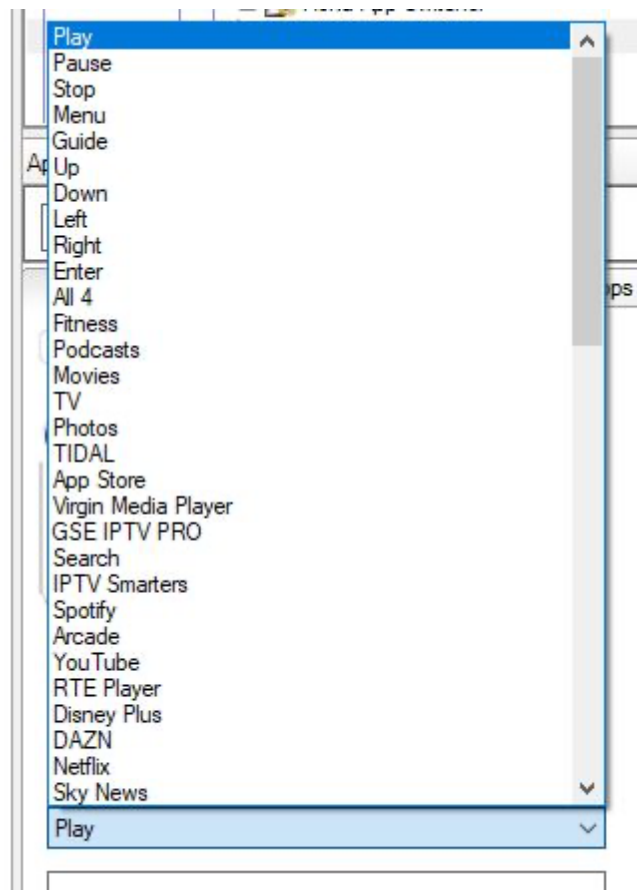 Play
Pause
Stop
Menu
Guide
Up
Down
Left
Right
Enter
All 4
Fitness
Podcasts
Movies
TV
Photos
TIDAL
App Store
Virgin Media Player
GSE IPTV PRO
Search
IPTV Smarters
Spotify
Arcade
YouTube
RTE Player
Disney Plus
DAZN
Netflix
Sky News
Play